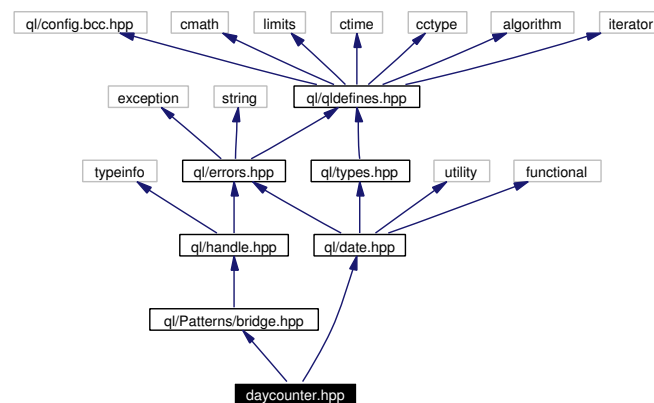 ql/config.bcc.hpp
cmath
limits
ctime
cctype
algorithm
iterator
exception
string
ql/qldefines.hpp
typeinfo
ql/errors.hpp
ql/types.hpp
utility
functional
ql/handle.hpp
ql/date.hpp
ql/Patterns/bridge.hpp
daycounter.hpp